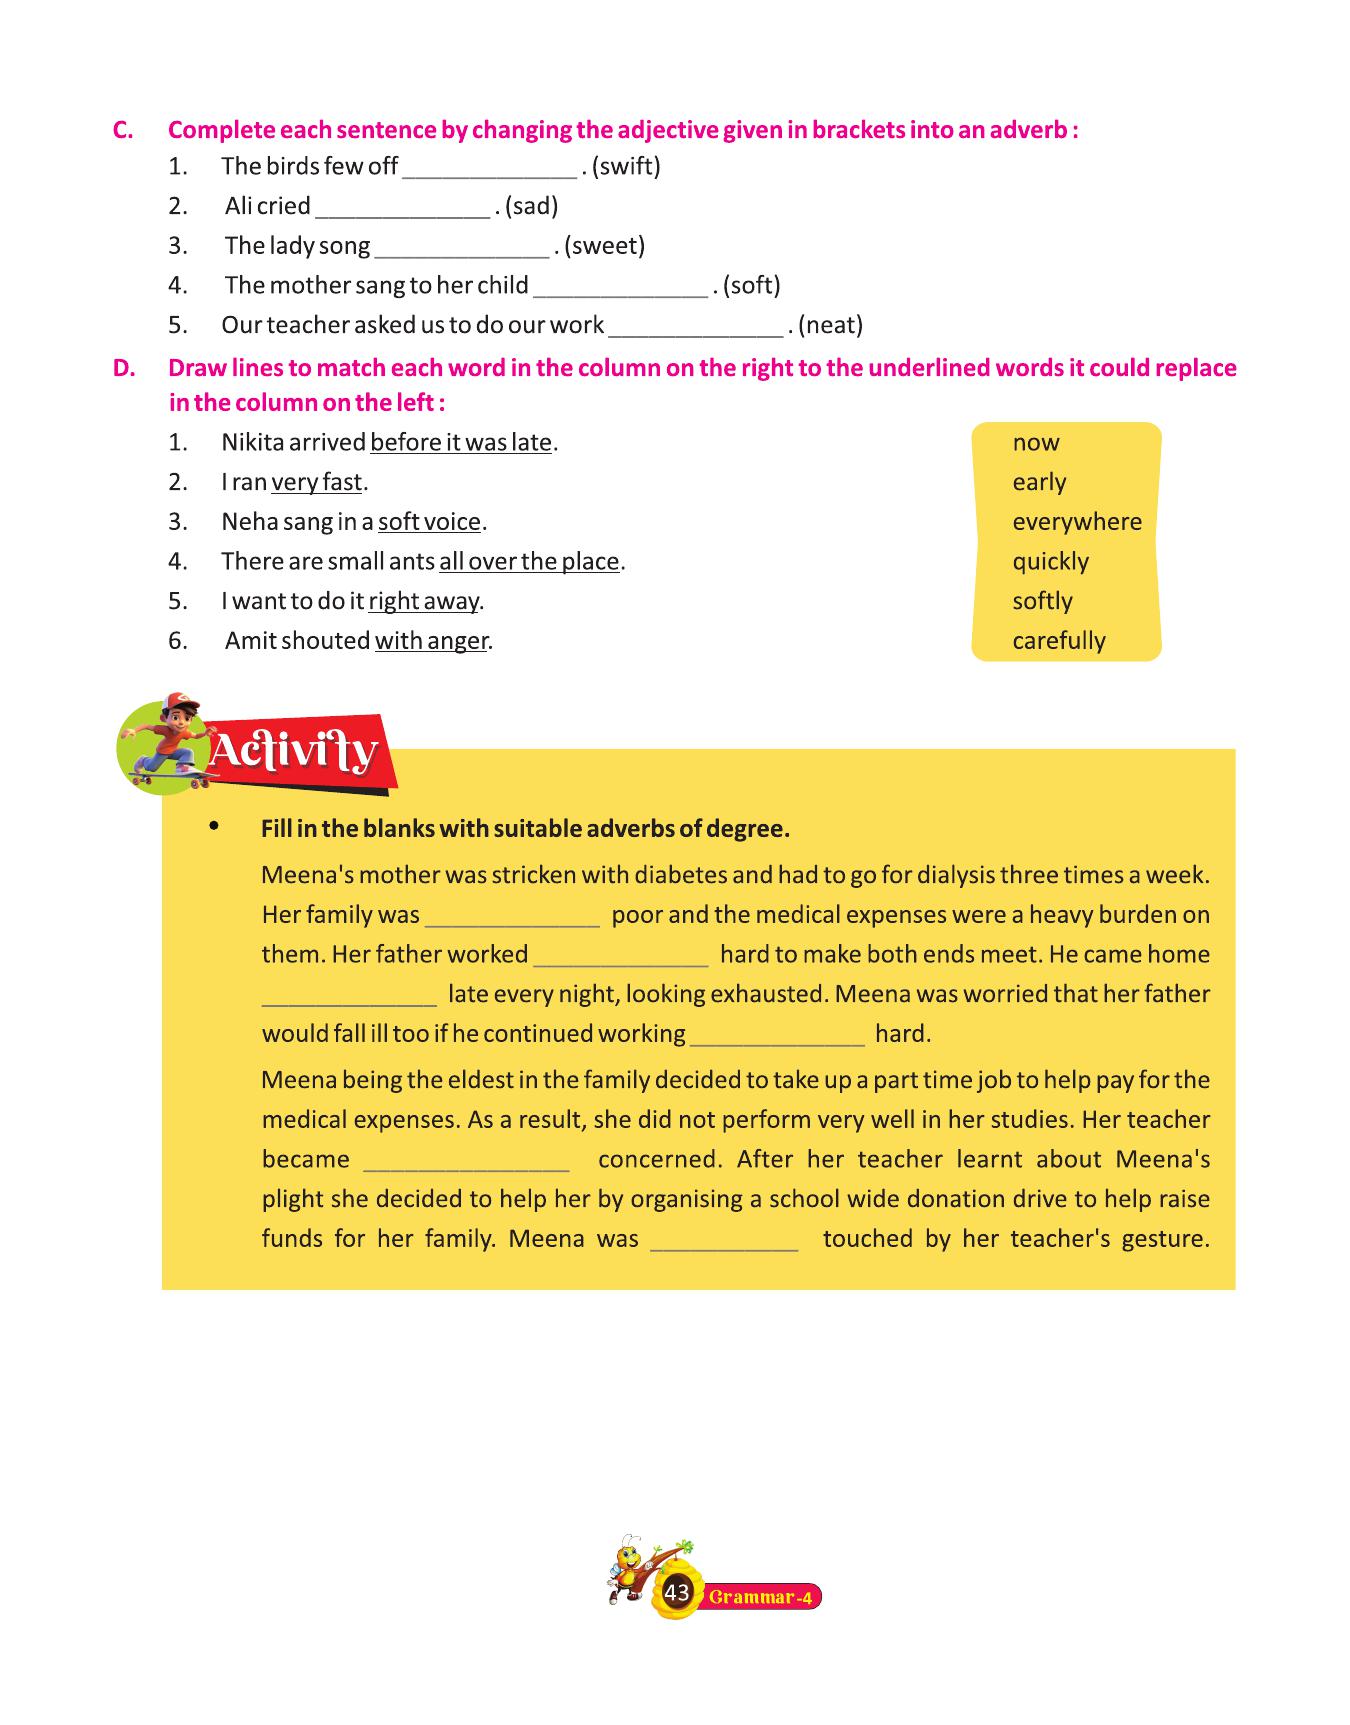 C. Complete each sentence by changing the adjective given in brackets into an adverb :
1. The birds few off _____________ . (swift)
2. Ali cried _____________ . (sad)
3. The lady song _____________ . (sweet)
4. The mother sang to her child _____________ . (soft)
5. Our teacher asked us to do our work _____________ . (neat)
D. Draw lines to match each word in the column on the right to the underlined words it could replace
in the column on the left :
1. Nikita arrived before it was late. now
2. I ran very fast. early
3. Neha sang in a soft voice. everywhere
4. There are small ants all over the place. quickly
5. I want to do it right away. softly
6. Amit shouted with anger. carefully
Activity
• Fill in the blanks with suitable adverbs of degree.
Meena's mother was stricken with diabetes and had to go for dialysis three times a week.
Her family was _____________ poor and the medical expenses were a heavy burden on
them. Her father worked _____________ hard to make both ends meet. He came home
_____________ late every night, looking exhausted. Meena was worried that her father
would fall ill too if he continued working _____________ hard.
Meena being the eldest in the family decided to take up a part time job to help pay for the
medical expenses. As a result, she did not perform very well in her studies. Her teacher
became _______________ concerned. After her teacher learnt about Meena's
plight she decided to help her by organising a school wide donation drive to help raise
funds for her family. Meena was ___________ touched by her teacher's gesture.
43 Grammar-4